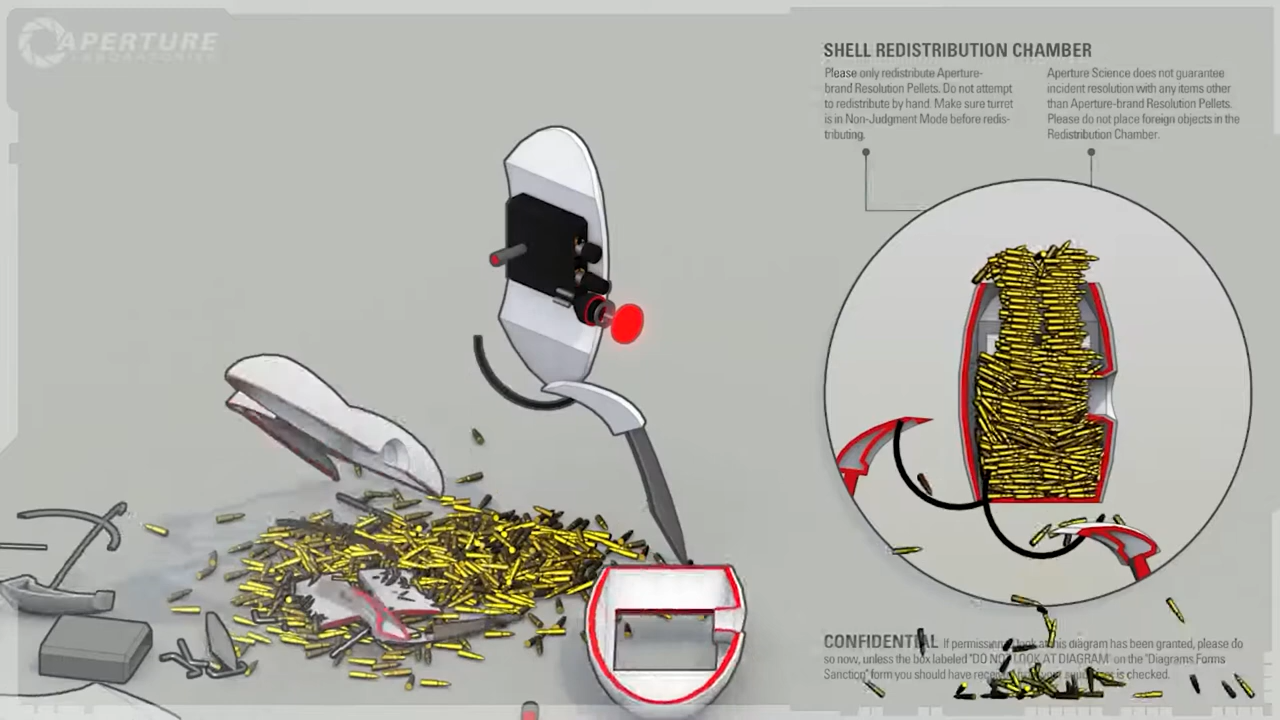 APERTURE
LABORATORIES
SHELL REDISTRIBUTION CHAMBER
Please only redistribute Aperture-
brand Resolution Pellets. Do not attempt
to redistribute by hand. Make sure turret
is in Non-Judgment Mode before redis-
tributing.
Aperture Science does not guarantee
incident resolution with any items other
than Aperture-brand Resolution Pellets.
Please do not place foreign objects in the
Redistribution Chamber.
CONFIDENTIAL If permission look at this diagram has been granted, please do
so now, unless the box labeled "DO NOT LOOK AT DIAGRAM" on the "Diagrams, Forms
Sanction" form you should have is checked.